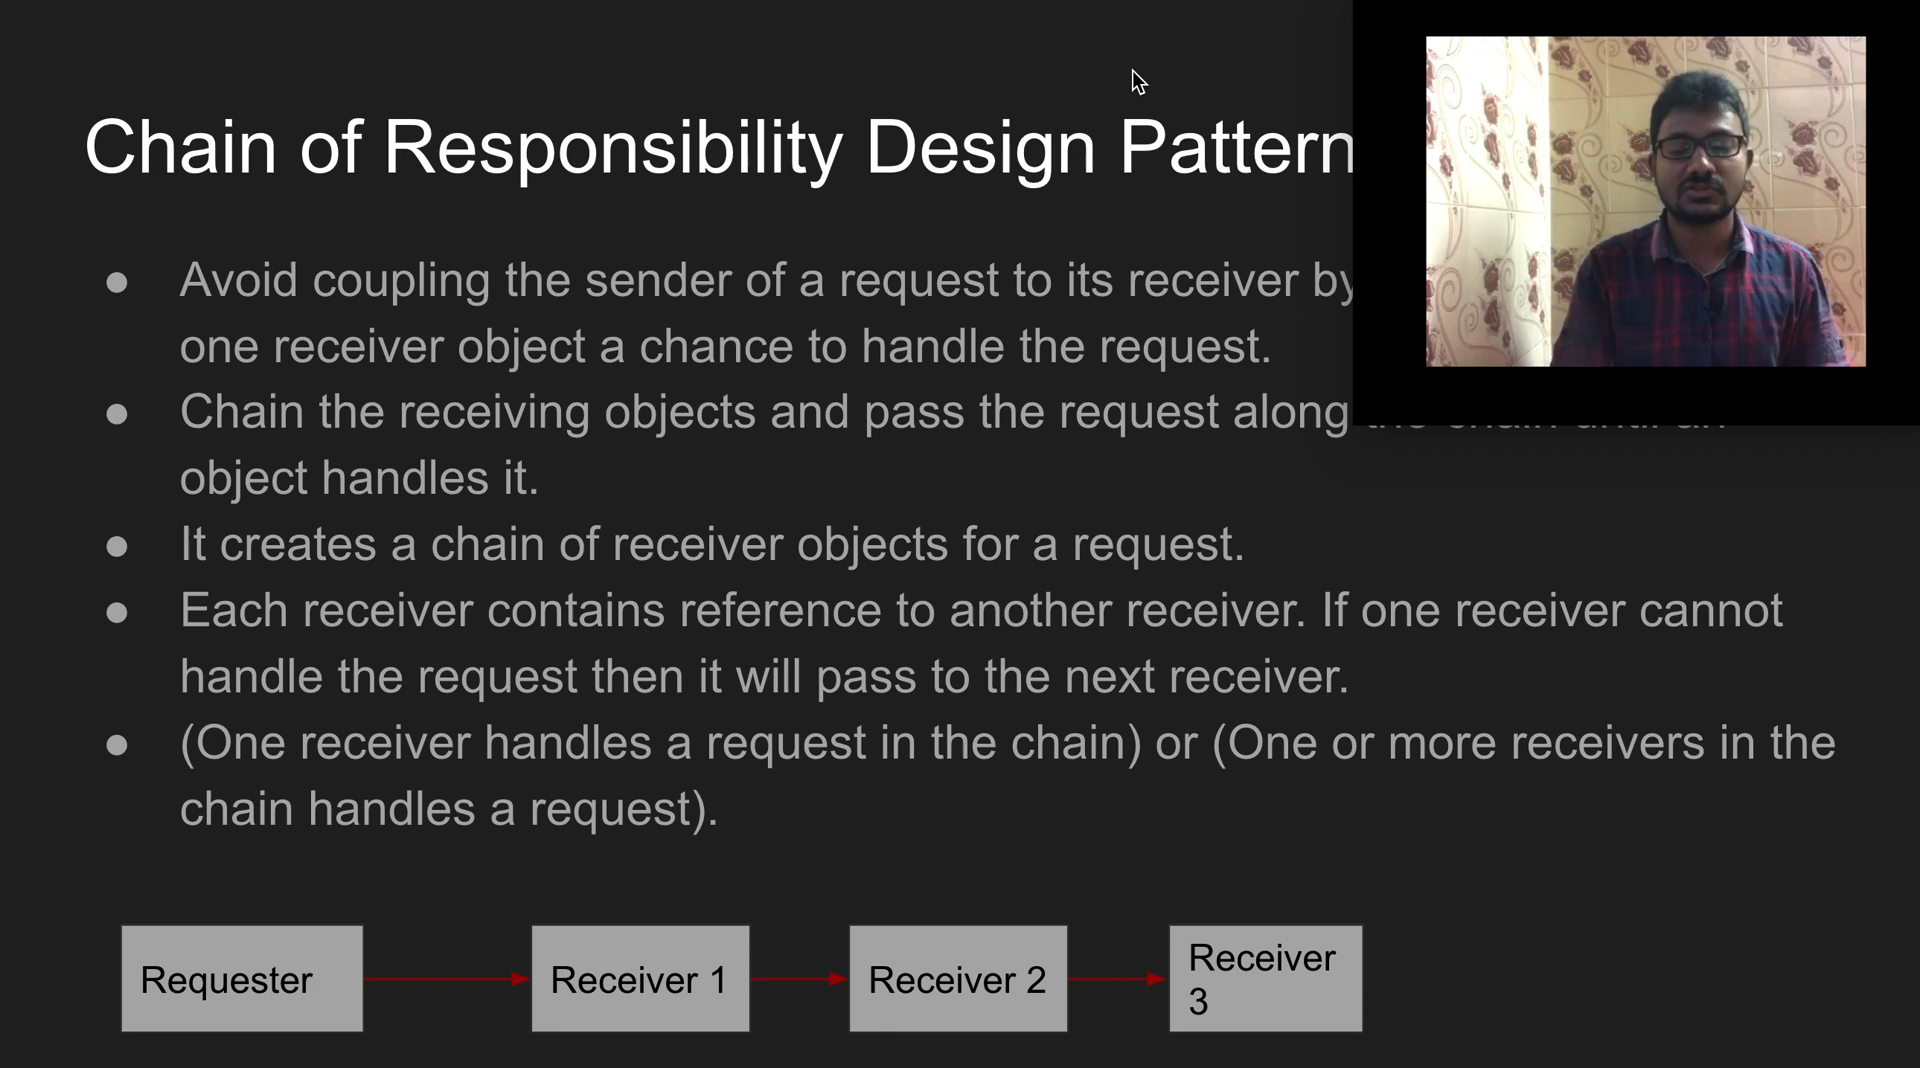 Chain of Responsibility Design Pattern
● Avoid coupling the sender of a request to its receiver by
one receiver object a chance to handle the request.
● Chain the receiving objects and pass the request along the chain until an
object handles it.
● It creates a chain of receiver objects for a request.
● Each receiver contains reference to another receiver. If one receiver cannot
handle the request then it will pass to the next receiver.
● (One receiver handles a request in the chain) or (One or more receivers in the
chain handles a request).
Requester
Receiver 1
Receiver 2
Receiver
3